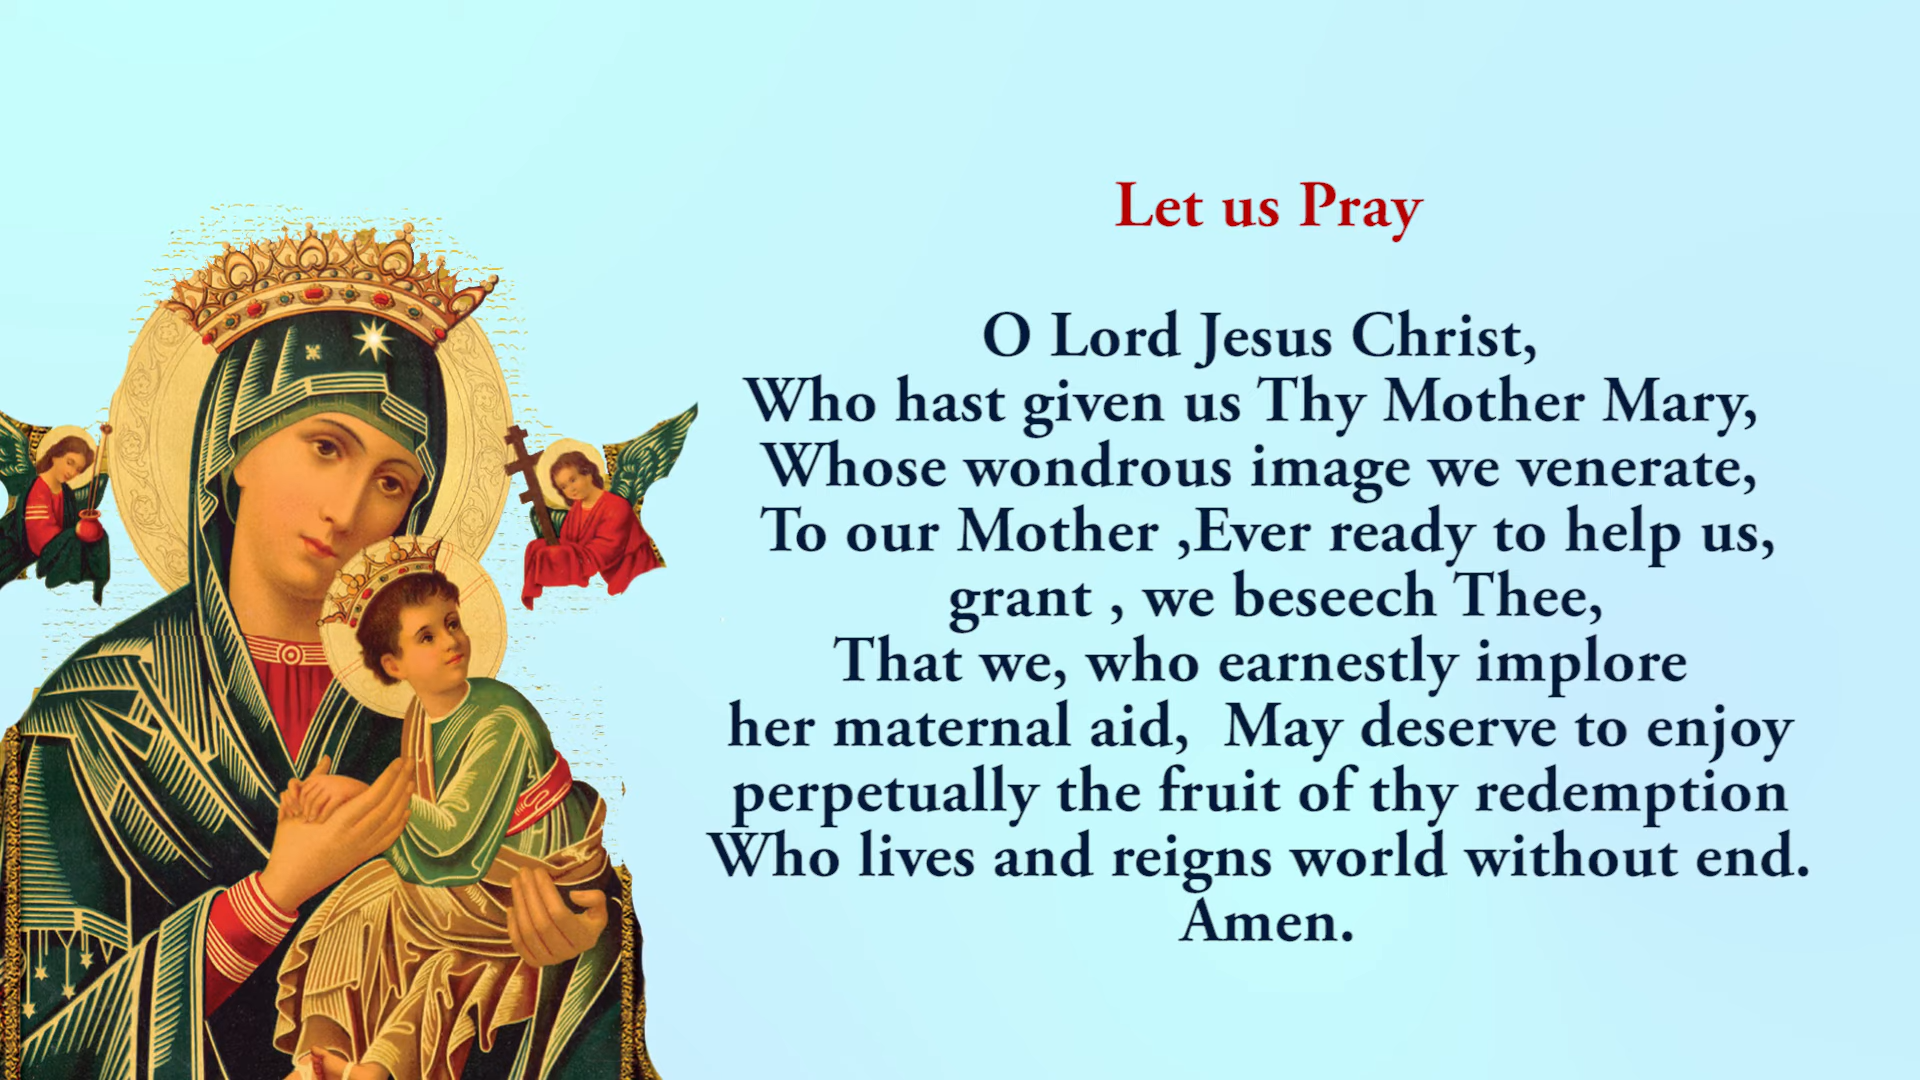 Let us Pray
O Lord Jesus Christ,
Who hast given us Thy Mother Mary,
Whose wondrous image we venerate,
To our Mother ,Ever ready to help us,
grant , we beseech Thee,
That we, who earnestly implore
her maternal aid,  May deserve to enjoy
perpetually the fruit of thy redemption
Who lives and reigns world without end.
Amen.